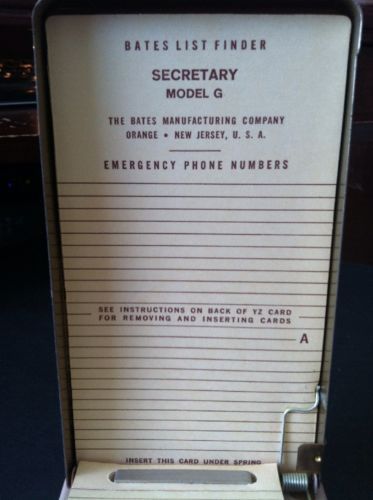 BATES LIST FINDER
SECRETARY
MODEL G
THE BATES MANUFACTURING COMPANY
ORANGE • NEW JERSEY, U. S. A.
EMERGENCY PHONE NUMBERS
SEE INSTRUCTIONS ON BACK OF YZ CARD
FOR REMOVING AND INSERTING CARDS
A
INSERT THIS CARD UNDER SPRING